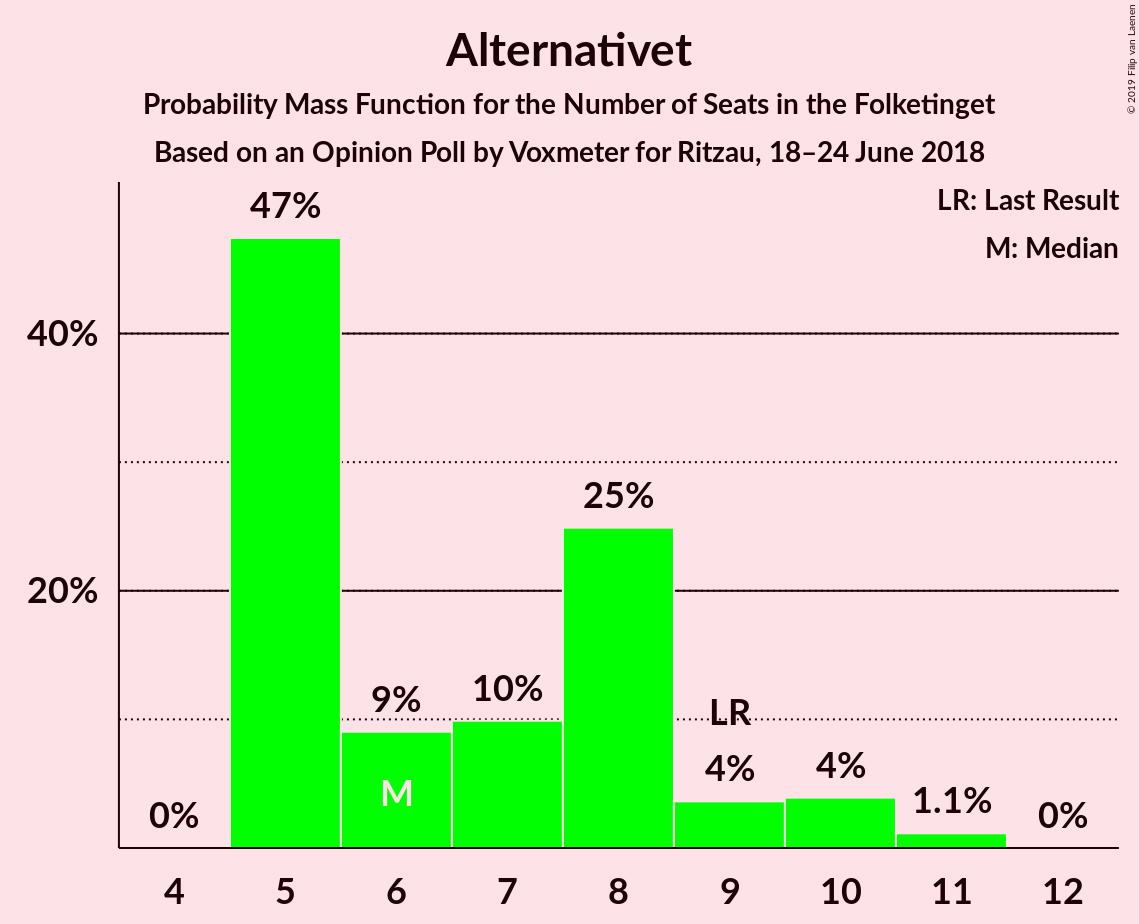 Alternativet
Probability Mass Function for the Number of Seats in the Folketinget
Based on an Opinion Poll by Voxmeter for Ritzau, 18–24 June 2018
© 2019 Filip van Laenen
LR: Last Result
M: Median
47%
40%
25%
20%
10%
9%
LR
4%
4%
1.1%
M
0%
0%
4 5 6 7 8 9 10 11 12